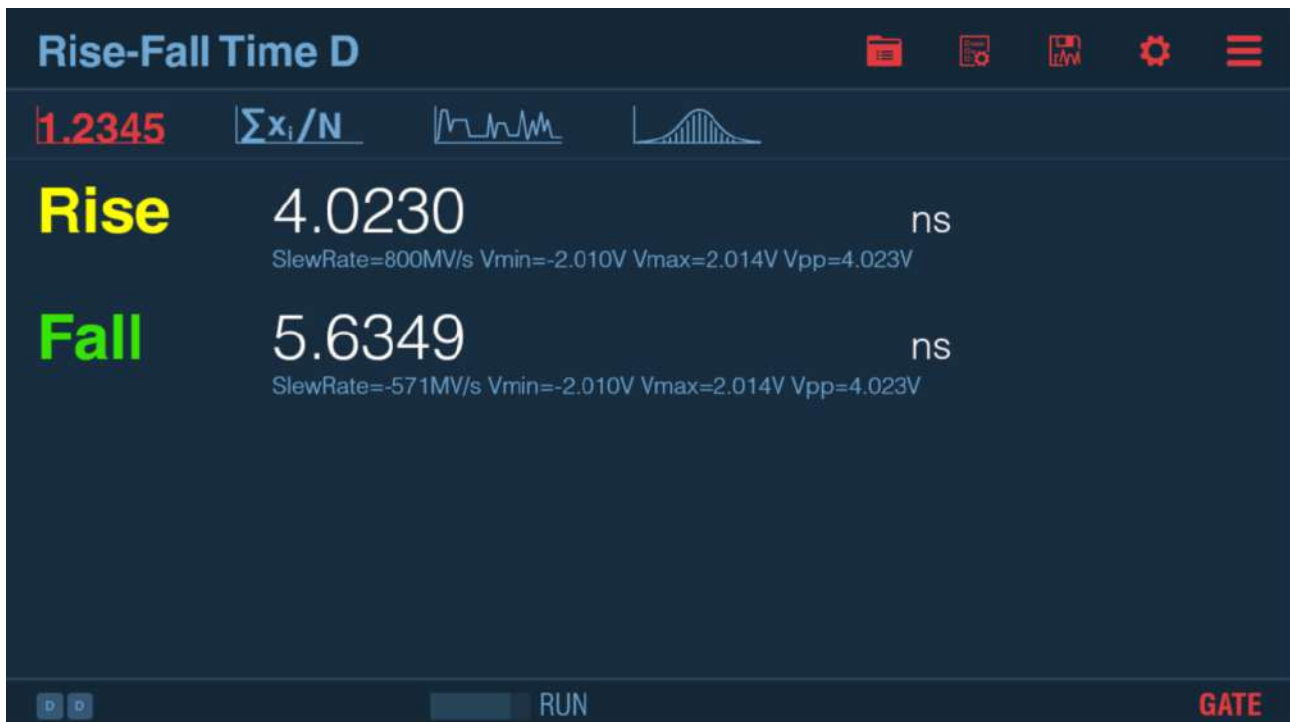 Rise-Fall Time D
1.2345 ∑xᵢ/N
Rise 4.0230 ns
SlewRate=800MV/s Vmin=-2.010V Vmax=2.014V Vpp=4.023V
Fall 5.6349 ns
SlewRate=-571MV/s Vmin=-2.010V Vmax=2.014V Vpp=4.023V
D D RUN GATE